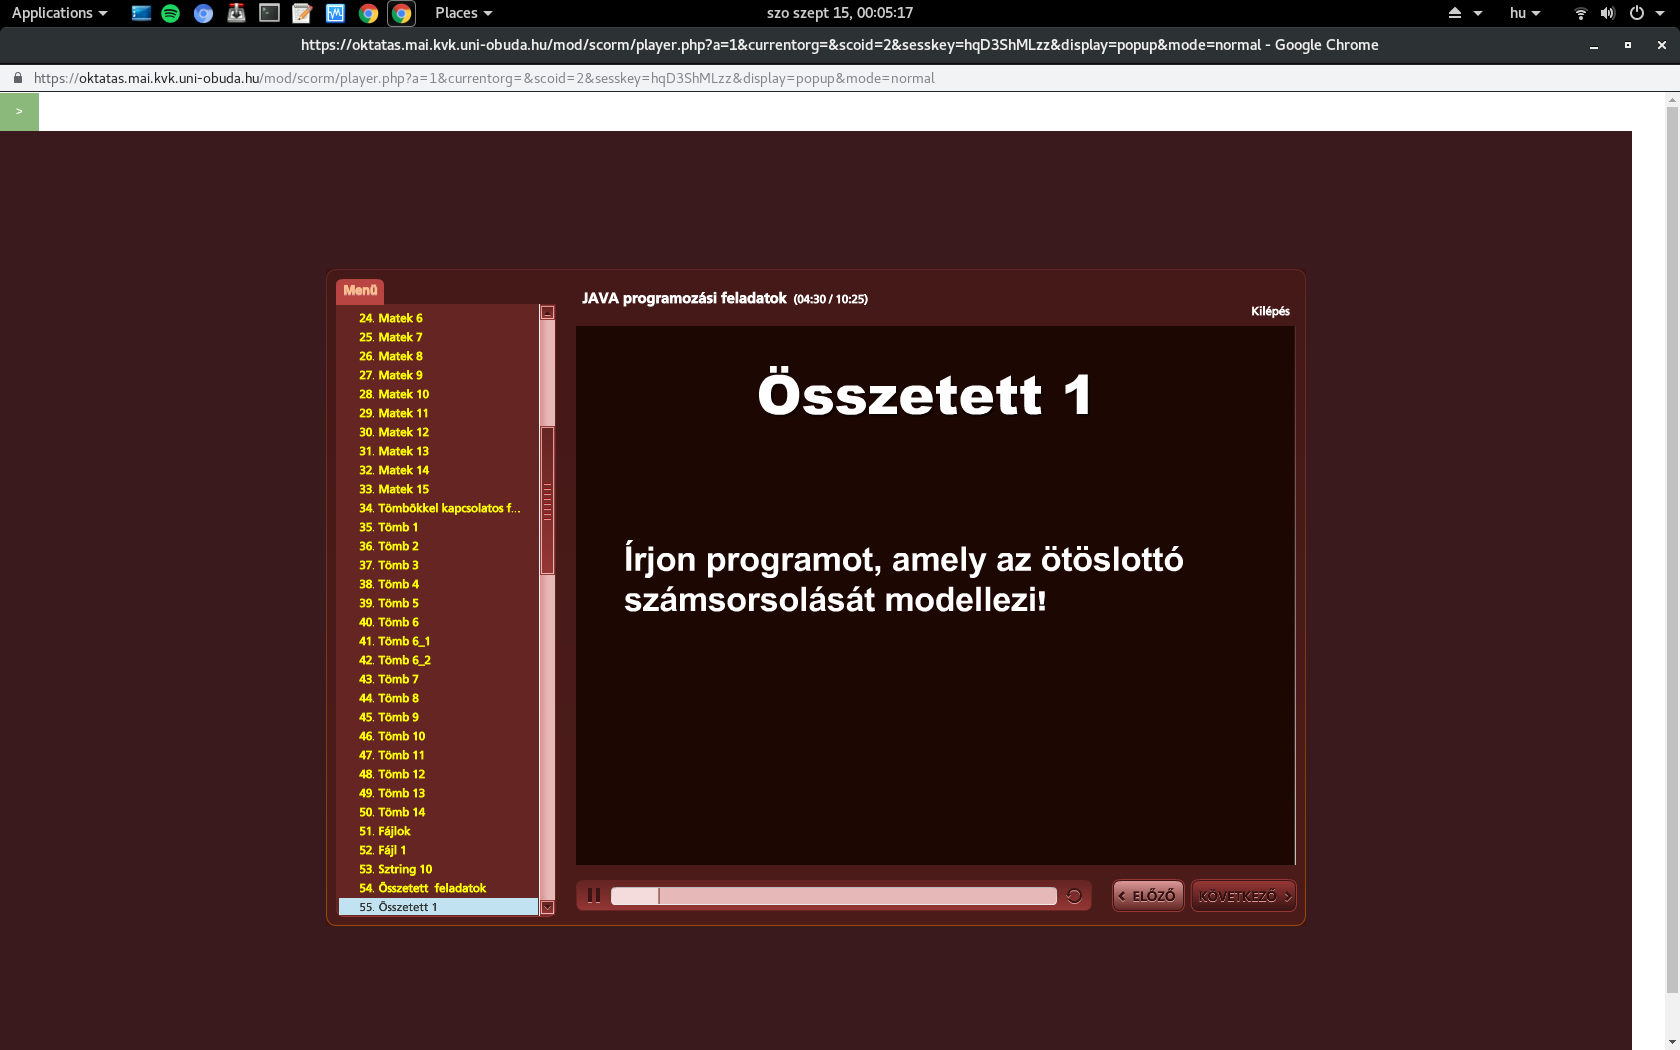 Applications
Places
szo szept 15, 00:05:17
hu
https://oktatas.mai.kvk.uni-obuda.hu/mod/scorm/player.php?a=1&currentorg=&scoid=2&sesskey=hqD3ShMLzz&display=popup&mode=normal - Google Chrome
https://oktatas.mai.kvk.uni-obuda.hu/mod/scorm/player.php?a=1&currentorg=&scoid=2&sesskey=hqD3ShMLzz&display=popup&mode=normal
>
Menü
24. Matek 6
25. Matek 7
26. Matek 8
27. Matek 9
28. Matek 10
29. Matek 11
30. Matek 12
31. Matek 13
32. Matek 14
33. Matek 15
34. Tömbökkel kapcsolatos f...
35. Tömb 1
36. Tömb 2
37. Tömb 3
38. Tömb 4
39. Tömb 5
40. Tömb 6
41. Tömb 6_1
42. Tömb 6_2
43. Tömb 7
44. Tömb 8
45. Tömb 9
46. Tömb 10
47. Tömb 11
48. Tömb 12
49. Tömb 13
50. Tömb 14
51. Fájlok
52. Fájl 1
53. Sztring 10
54. Összetett feladatok
55. Összetett 1
JAVA programozási feladatok (04:30 / 10:25)
Kilépés
Összetett 1
Írjon programot, amely az ötöslottó
számsorsolását modellezi!
< ELŐZŐ
KÖVETKEZŐ >